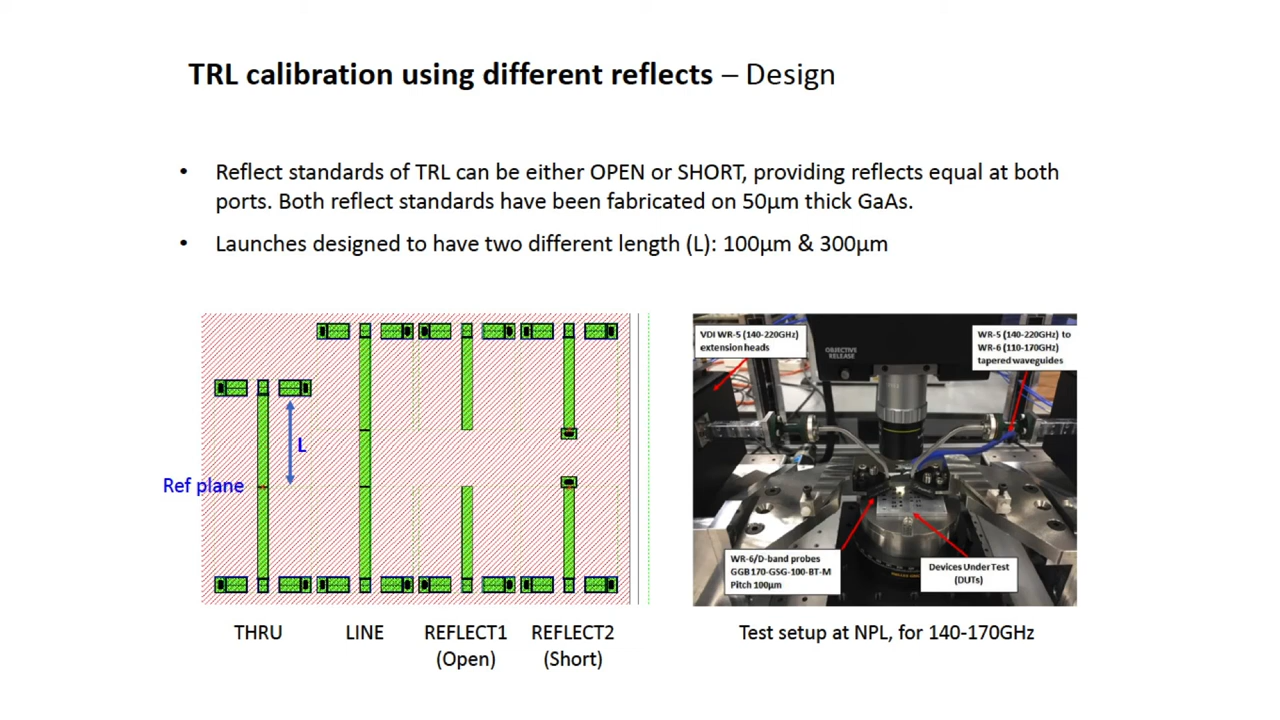 TRL calibration using different reflects – Design
• Reflect standards of TRL can be either OPEN or SHORT, providing reflects equal at both
ports. Both reflect standards have been fabricated on 50µm thick GaAs.
• Launches designed to have two different length (L): 100µm & 300µm
L
Ref plane
THRU
LINE
REFLECT1
(Open)
REFLECT2
(Short)
VDI WR-5 (140-220GHz)
extension heads
OBJECTIVE
RELEASE
WR-5 (140-220GHz) to
WR-6 (110-170GHz)
tapered waveguides
WR-6/D-band probes
GGB 170-GSG-100-BT-M
Pitch 100µm
Devices Under Test
(DUTs)
Test setup at NPL, for 140-170GHz